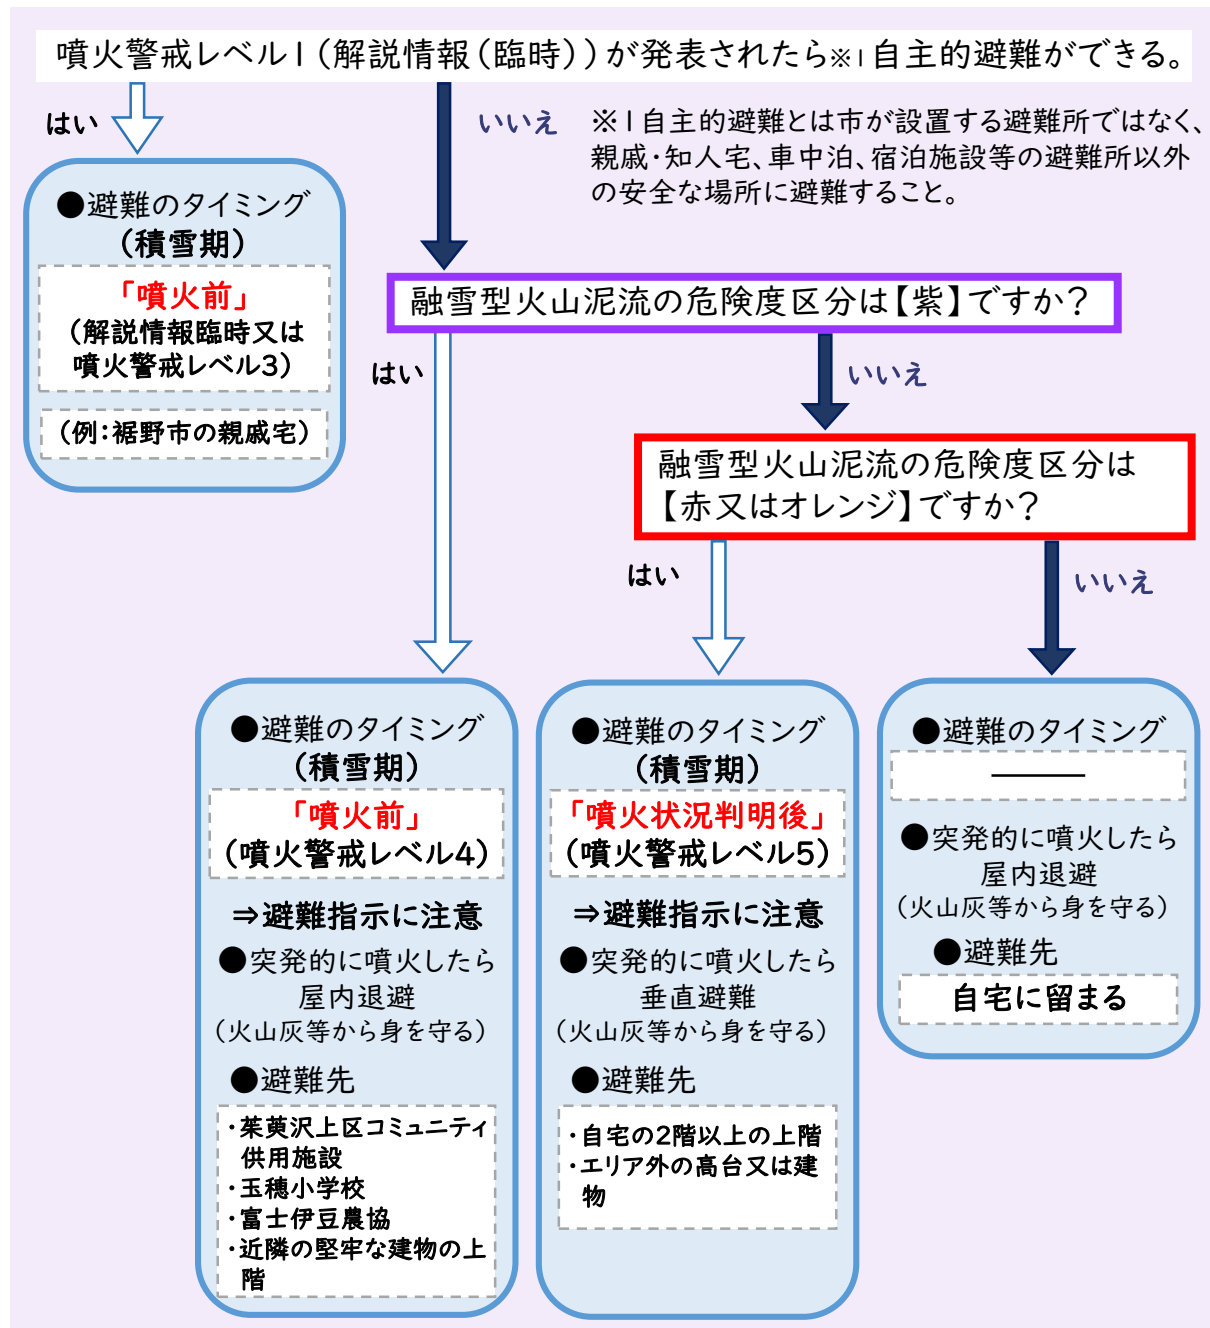 噴火警戒レベル1（解説情報（臨時））が発表されたら※1自主的避難ができる。
はい
いいえ
※1自主的避難とは市が設置する避難所ではなく、
親戚・知人宅、車中泊、宿泊施設等の避難所以外
の安全な場所に避難すること。
●避難のタイミング
（積雪期）
「噴火前」
（解説情報臨時又は
噴火警戒レベル3）
（例：裾野市の親戚宅）
融雪型火山泥流の危険度区分は【紫】ですか？
はい
いいえ
融雪型火山泥流の危険度区分は
【赤又はオレンジ】ですか？
はい
いいえ
●避難のタイミング
（積雪期）
「噴火前」
（噴火警戒レベル4）
⇒避難指示に注意
●突発的に噴火したら
屋内退避
（火山灰等から身を守る）
●避難先
・茱萸沢上区コミュニティ
供用施設
・玉穂小学校
・富士伊豆農協
・近隣の堅牢な建物の上
階
●避難のタイミング
（積雪期）
「噴火状況判明後」
（噴火警戒レベル5）
⇒避難指示に注意
●突発的に噴火したら
垂直避難
（火山灰等から身を守る）
●避難先
・自宅の2階以上の上階
・エリア外の高台又は建
物
●避難のタイミング
―――
●突発的に噴火したら
屋内退避
（火山灰等から身を守る）
●避難先
自宅に留まる